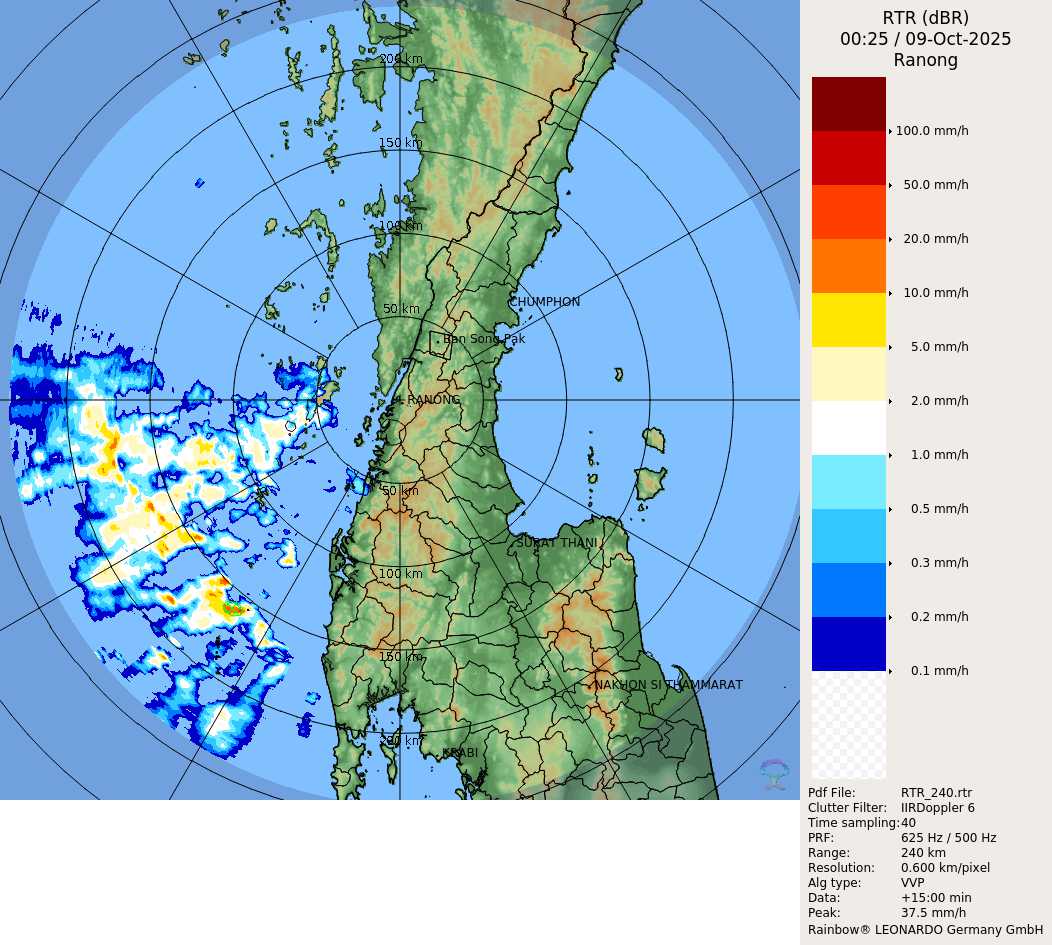 RTR (dBR)
00:25 / 09-Oct-2025
Ranong
100.0 mm/h
50.0 mm/h
20.0 mm/h
10.0 mm/h
5.0 mm/h
2.0 mm/h
1.0 mm/h
0.5 mm/h
0.3 mm/h
0.2 mm/h
0.1 mm/h
Pdf File: RTR_240.rtr
Clutter Filter: IIRDoppler 6
Time sampling:40
PRF: 625 Hz / 500 Hz
Range: 240 km
Resolution: 0.600 km/pixel
Alg type: VVP
Data: +15:00 min
Peak: 37.5 mm/h
Rainbow® LEONARDO Germany GmbH
200 km
150 km
100 km
50 km
CHUMPHON
Ban Song Pak
RANONG
50 km
SURAT THANI
100 km
150 km
NAKHON SI THAMMARAT
200 km
KRABI